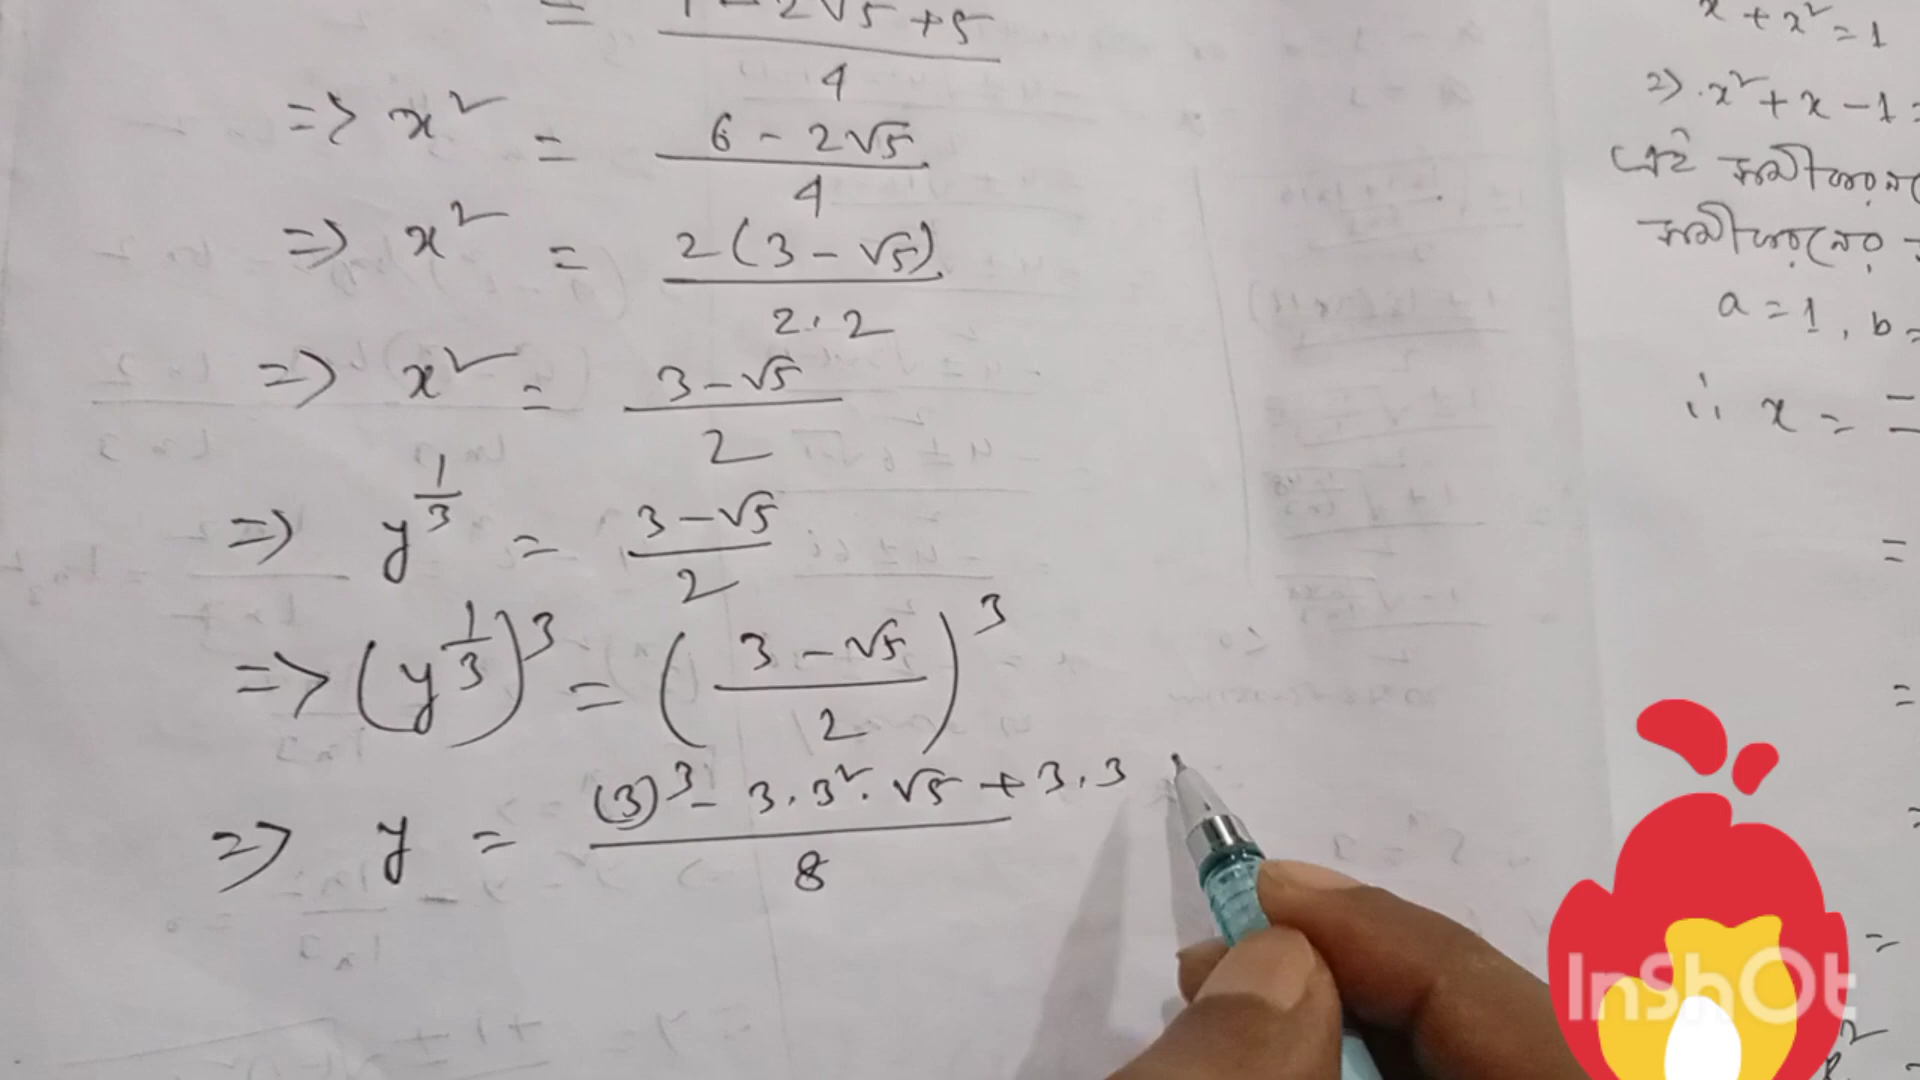 = 1 - 2√5 + 5 / 4
=> x² = 6 - 2√5 / 4
=> x² = 2(3 - √5) / 2.2
=> x² = 3 - √5 / 2
=> y^(1/3) = 3 - √5 / 2
=> (y^(1/3))³ = (3 - √5 / 2)³
=> y = (3)³ - 3.3².√5 + 3.3 / 8
x + x² = 1
=> x² + x - 1 =
এই
a = 1, b =
∴ x =
=
=
=
=
InShOt